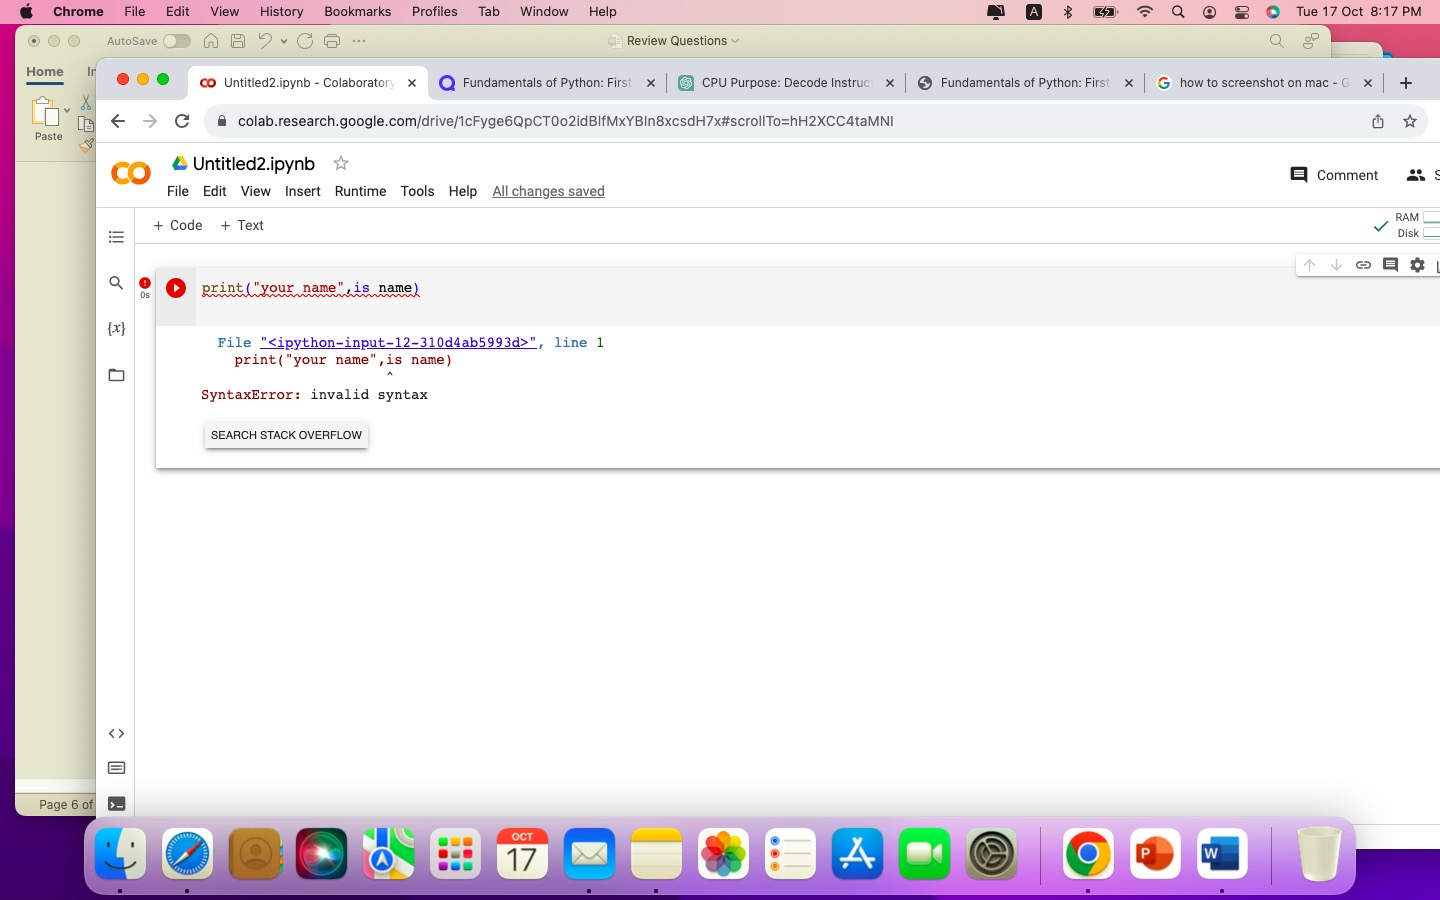 Chrome File Edit View History Bookmarks Profiles Tab Window Help A Tue 17 Oct 8:17 PM
AutoSave Review Questions
Home
Untitled2.ipynb - Colaboratory
Fundamentals of Python: First
CPU Purpose: Decode Instruc
Fundamentals of Python: First
how to screenshot on mac - G
Paste
colab.research.google.com/drive/1cFyge6QpCT0o2idBlfMxYBln8xcsdH7x#scrollTo=hH2XCC4taMNI
Untitled2.ipynb
Comment
File Edit View Insert Runtime Tools Help All changes saved
+ Code + Text
RAM
Disk
{x}
0s
print("your name",is name)
File "<ipython-input-12-310d4ab5993d>", line 1
print("your name",is name)
^
SyntaxError: invalid syntax
SEARCH STACK OVERFLOW
Page 6 of
OCT
17
P
W